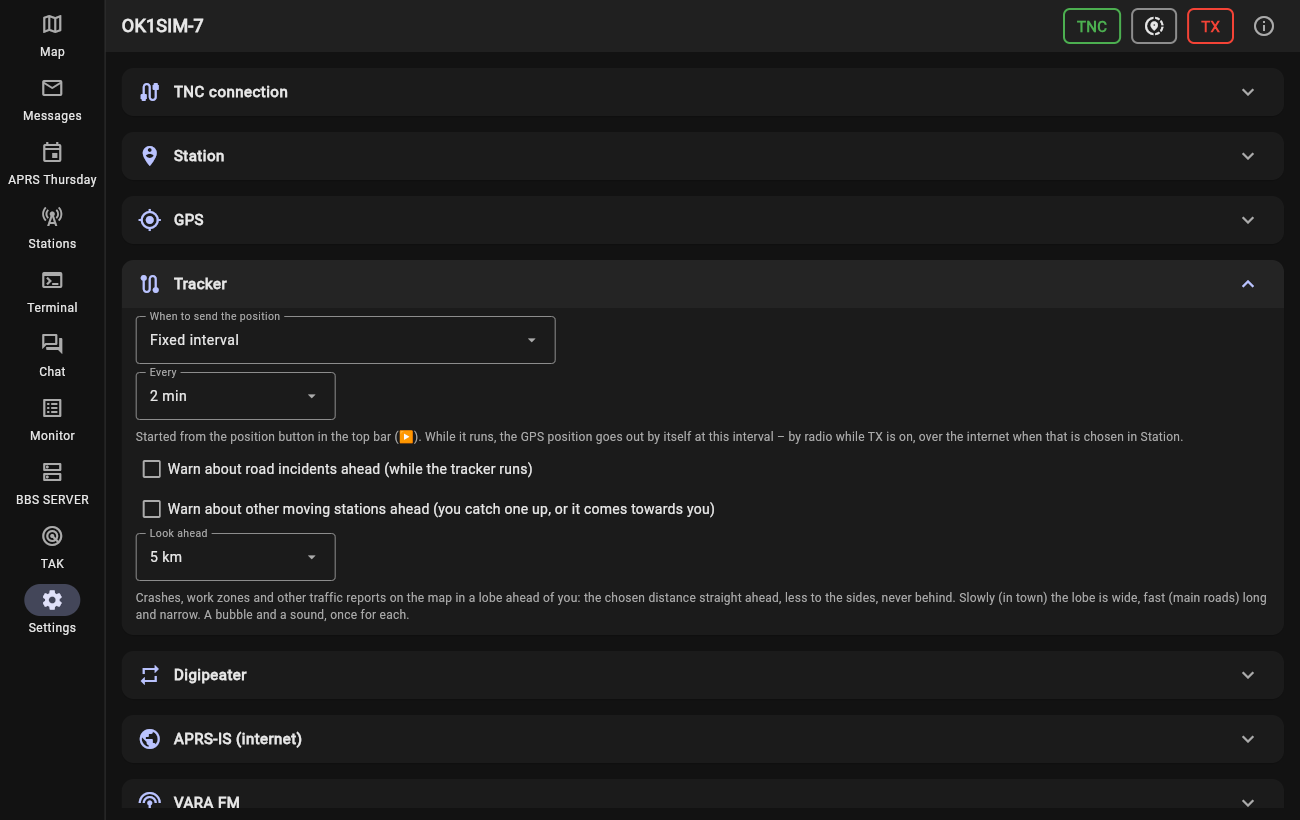 OK1SIM-7
TNC
TX
Map
Messages
APRS Thursday
Stations
Terminal
Chat
Monitor
BBS SERVER
TAK
Settings
TNC connection
Station
GPS
Tracker
When to send the position
Fixed interval
Every
2 min
Started from the position button in the top bar (▶️). While it runs, the GPS position goes out by itself at this interval – by radio while TX is on, over the internet when that is chosen in Station.
Warn about road incidents ahead (while the tracker runs)
Warn about other moving stations ahead (you catch one up, or it comes towards you)
Look ahead
5 km
Crashes, work zones and other traffic reports on the map in a lobe ahead of you: the chosen distance straight ahead, less to the sides, never behind. Slowly (in town) the lobe is wide, fast (main roads) long
and narrow. A bubble and a sound, once for each.
Digipeater
APRS-IS (internet)
VARA FM